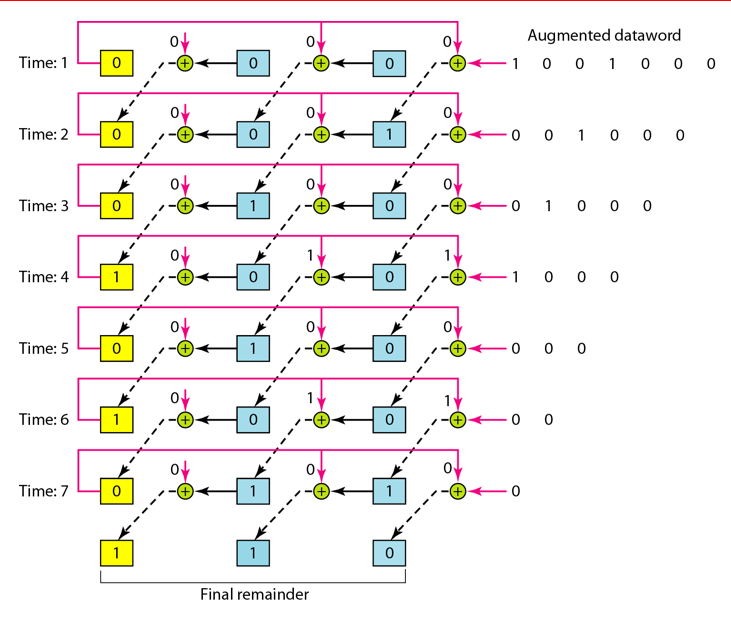 Augmented dataword
0 0 0
Time: 1 0 + 0 + 0 + 1 0 0 1 0 0 0
0 0 0
Time: 2 0 + 0 + 1 + 0 0 1 0 0 0
0 0 0
Time: 3 0 + 1 + 0 + 0 1 0 0 0
0 1 1
Time: 4 1 + 0 + 0 + 1 0 0 0
0 0 0
Time: 5 0 + 1 + 0 + 0 0 0
0 1 1
Time: 6 1 + 0 + 0 + 0 0
0 0 0
Time: 7 0 + 1 + 1 + 0
1 1 0
Final remainder